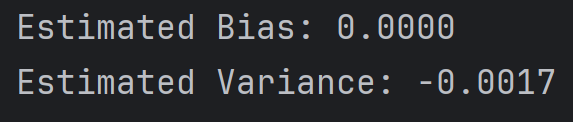 Estimated Bias: 0.0000
Estimated Variance: -0.0017